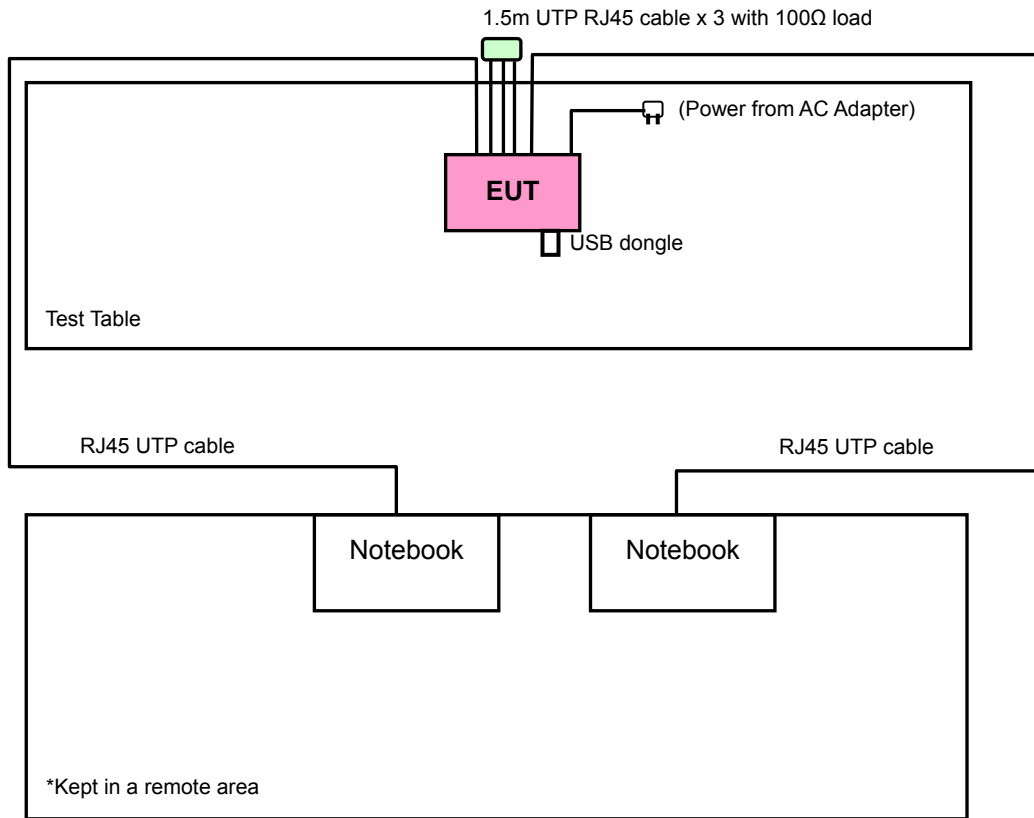 1.5m UTP RJ45 cable x 3 with 100Ω load
(Power from AC Adapter)
EUT
USB dongle
Test Table
RJ45 UTP cable
RJ45 UTP cable
Notebook
Notebook
*Kept in a remote area